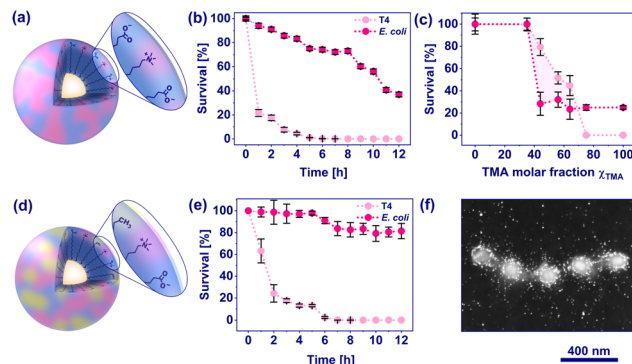 (a)
O⁻
O
N⁺
O
O⁻
(b)
Survival [%]
100
80
60
40
20
0
T4
E. coli
0 2 4 6 8 10 12
Time [h]
(c)
Survival [%]
100
80
60
40
20
0
0 20 40 60 80 100
TMA molar fraction χTMA
(d)
CH₃
N⁺
O
O⁻
(e)
Survival [%]
100
80
60
40
20
0
T4
E. coli
0 2 4 6 8 10 12
Time [h]
(f)
400 nm